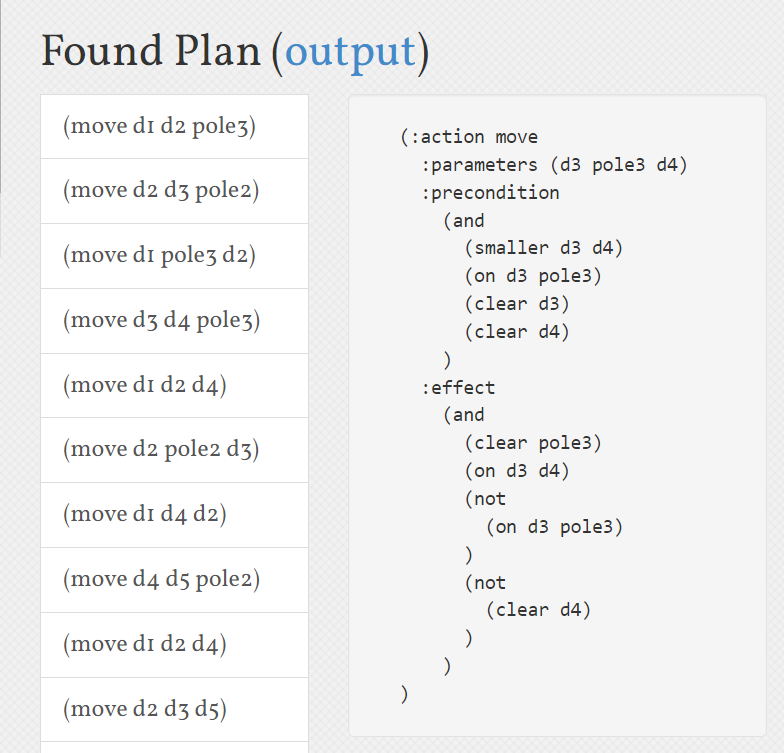 Found Plan (output)
(move d1 d2 pole3)
(move d2 d3 pole2)
(move d1 pole3 d2)
(move d3 d4 pole3)
(move d1 d2 d4)
(move d2 pole2 d3)
(move d1 d4 d2)
(move d4 d5 pole2)
(move d1 d2 d4)
(move d2 d3 d5)
(:action move
  :parameters (d3 pole3 d4)
  :precondition
    (and
      (smaller d3 d4)
      (on d3 pole3)
      (clear d3)
      (clear d4)
    )
  :effect
    (and
      (clear pole3)
      (on d3 d4)
      (not
        (on d3 pole3)
      )
      (not
        (clear d4)
      )
    )
)